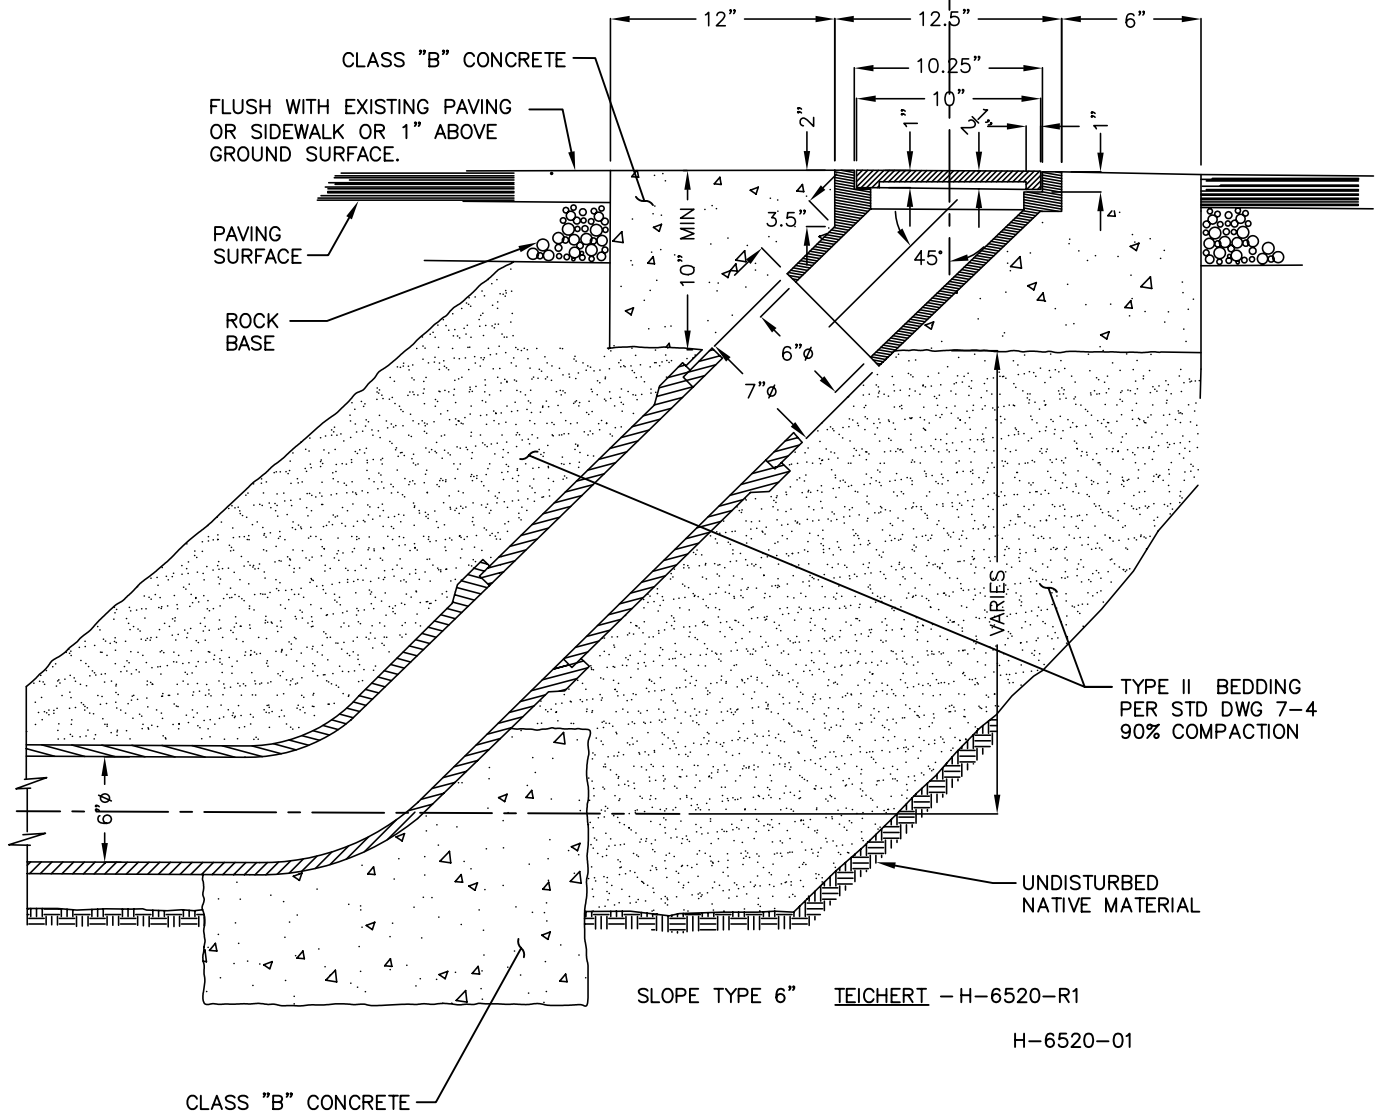 12" 12.5" 6"
CLASS "B" CONCRETE
10.25"
FLUSH WITH EXISTING PAVING
OR SIDEWALK OR 1" ABOVE
GROUND SURFACE.
10"
2" 1" 1/2" 1"
PAVING
SURFACE
10" MIN
3.5"
45°
ROCK
BASE
6"ø
7"ø
VARIES
TYPE II BEDDING
PER STD DWG 7-4
90% COMPACTION
6"ø
UNDISTURBED
NATIVE MATERIAL
SLOPE TYPE 6" TEICHERT - H-6520-R1
H-6520-01
CLASS "B" CONCRETE